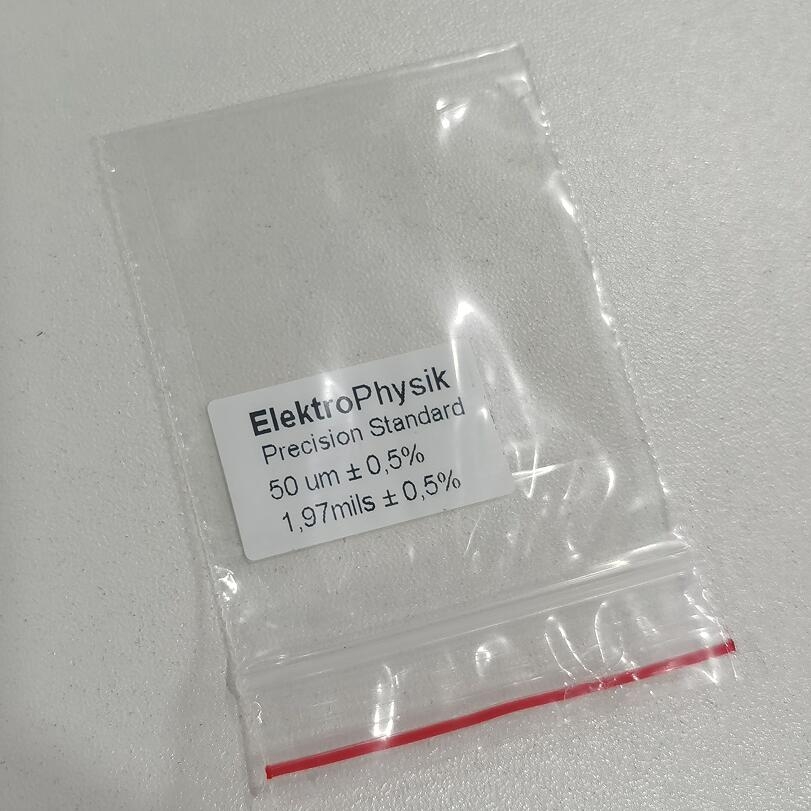 ElektroPhysik
Precision Standard
50 um ± 0,5%
1,97mils ± 0,5%